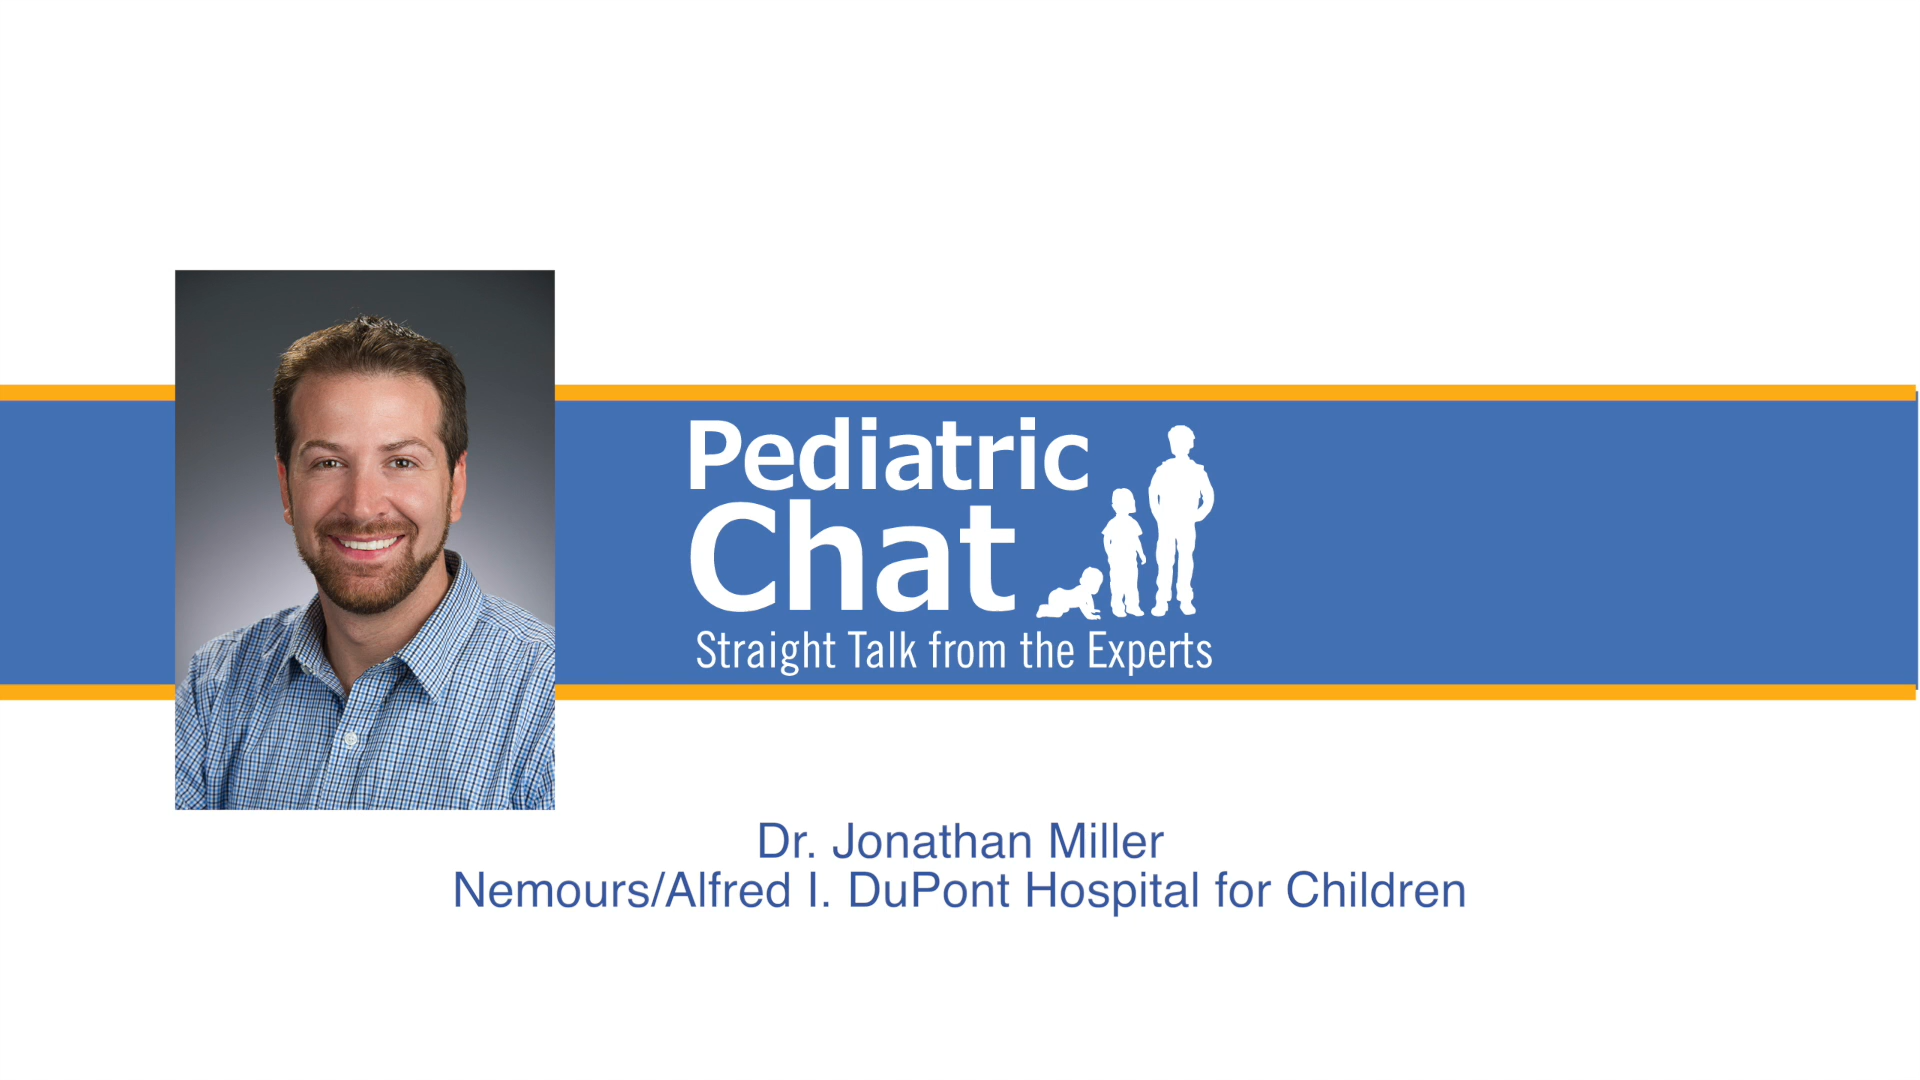 Pediatric
Chat
Straight Talk from the Experts
Dr. Jonathan Miller
Nemours/Alfred I. DuPont Hospital for Children